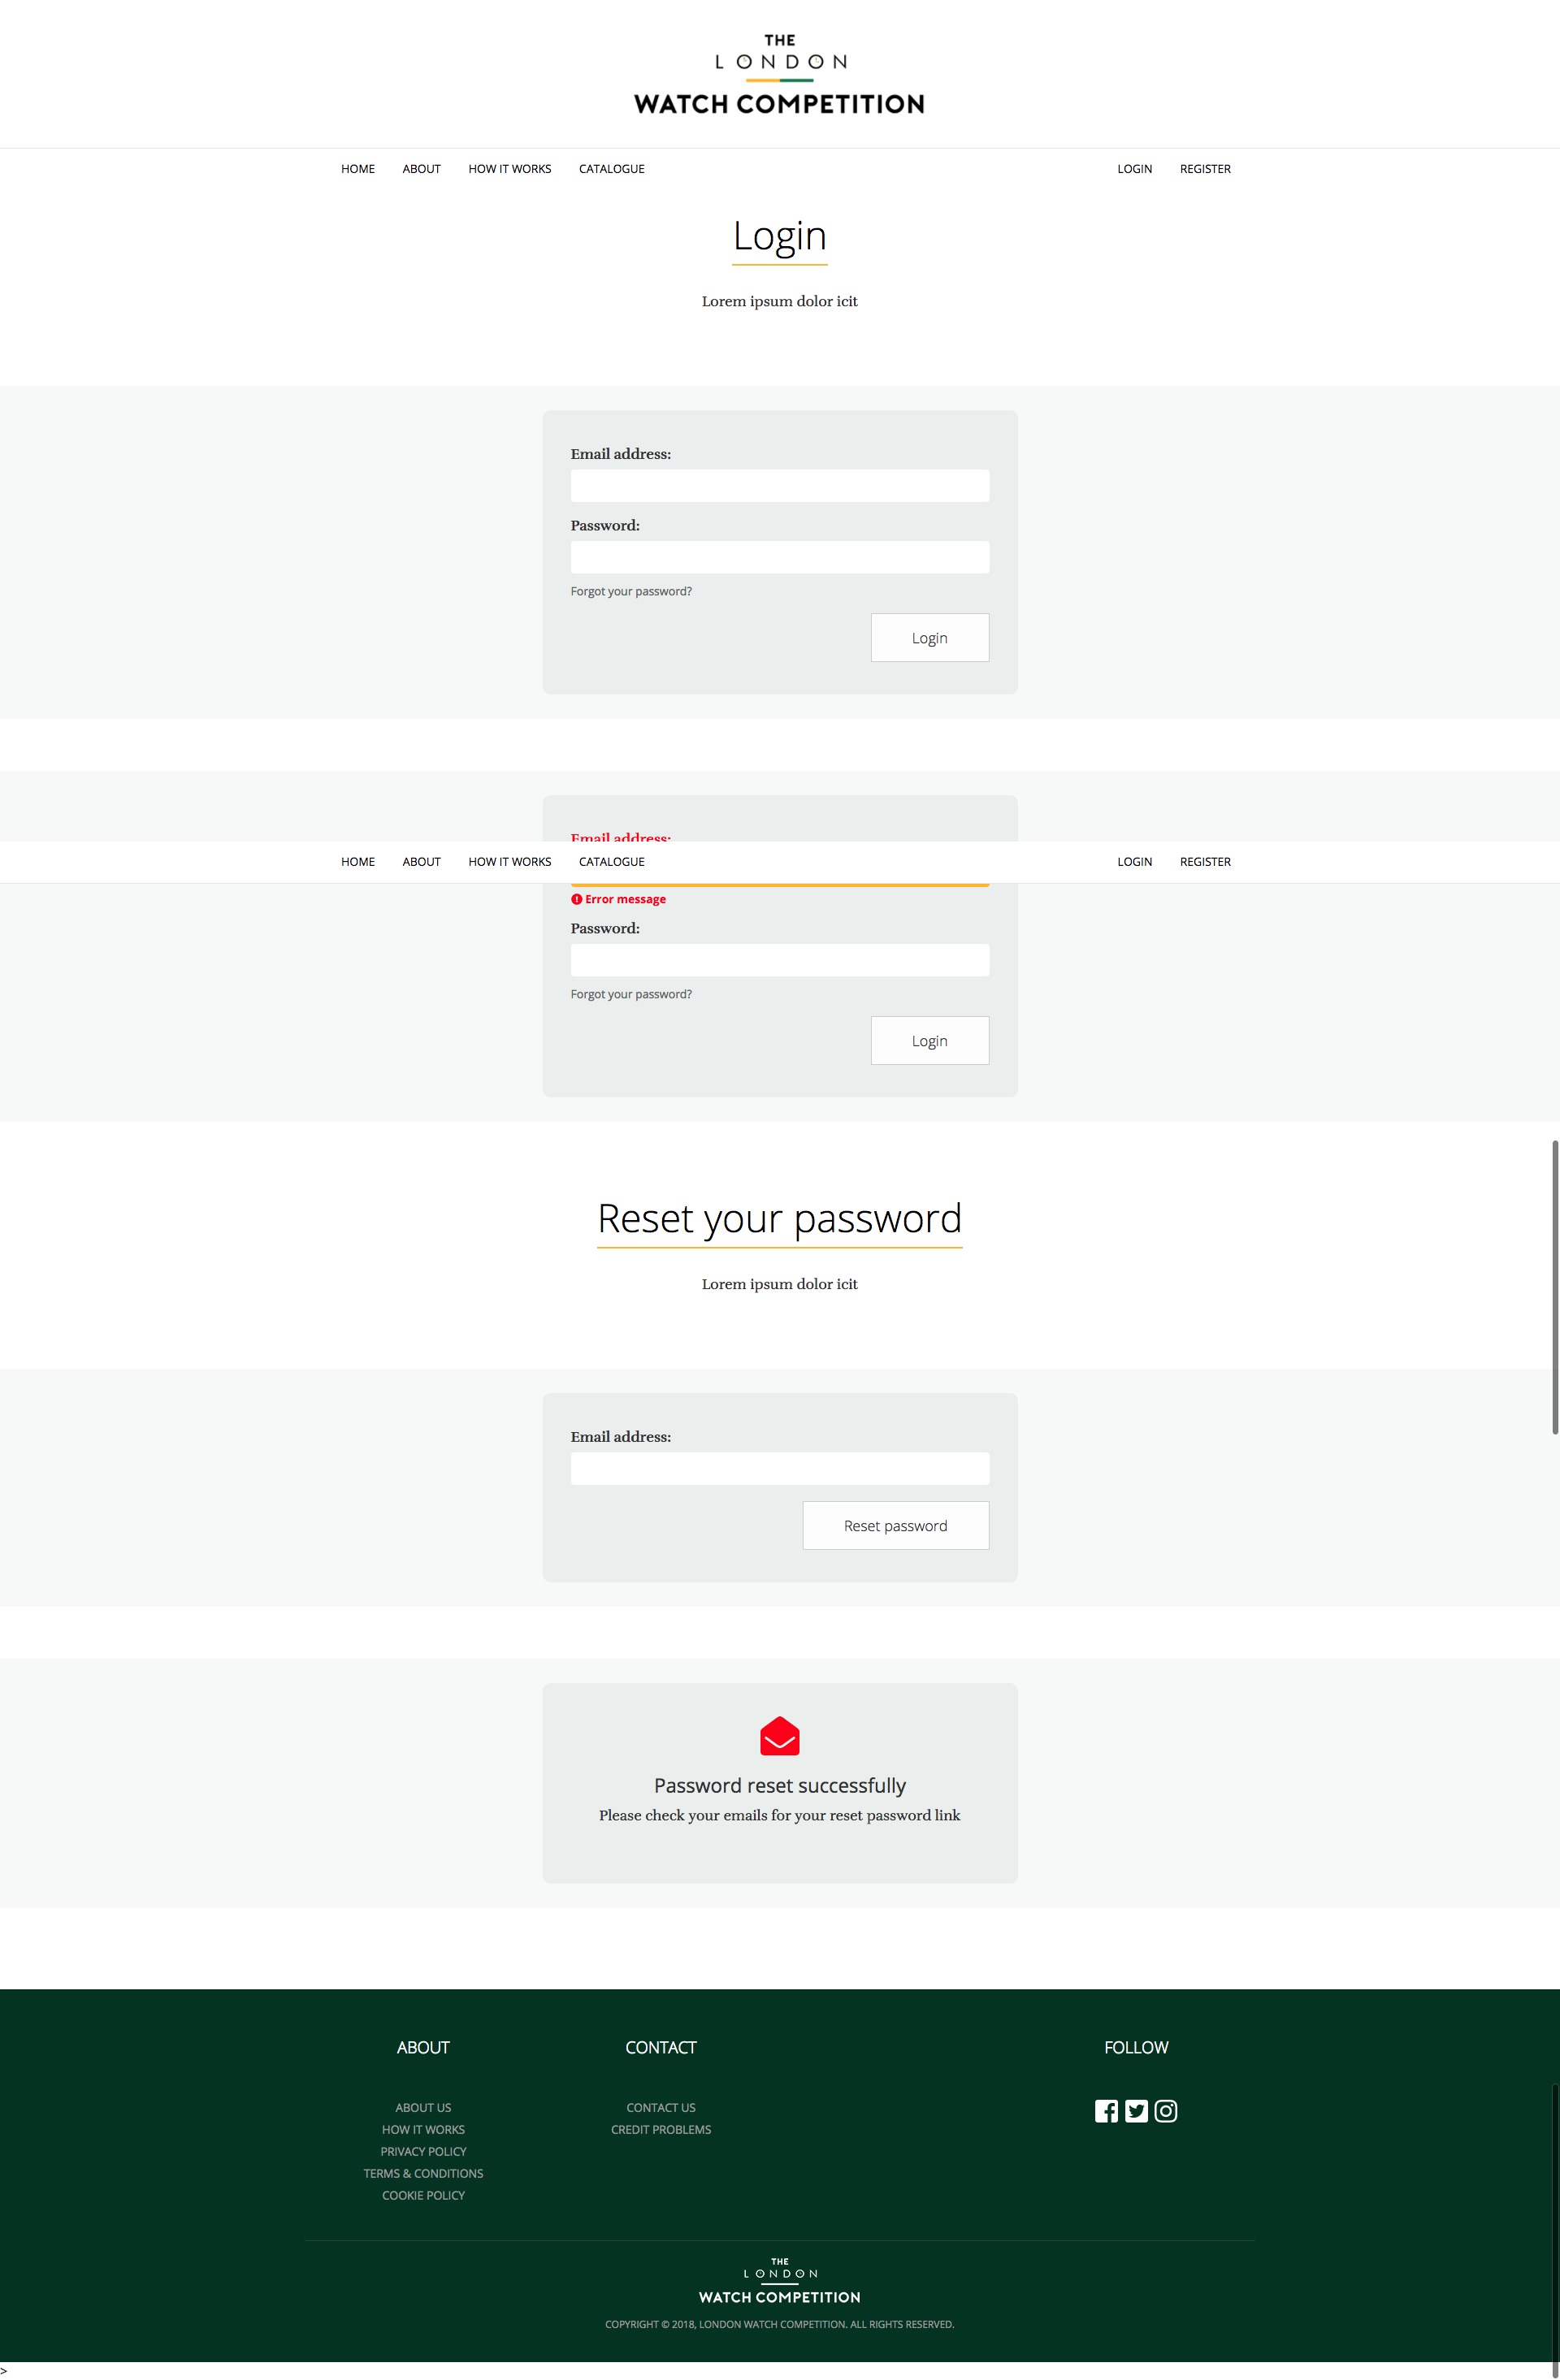 THE
LONDON
WATCH COMPETITION
HOME ABOUT HOW IT WORKS CATALOGUE LOGIN REGISTER
Login
Lorem ipsum dolor icit
Email address:
Password:
Forgot your password?
Login
Email address:
HOME ABOUT HOW IT WORKS CATALOGUE LOGIN REGISTER
Error message
Password:
Forgot your password?
Login
Reset your password
Lorem ipsum dolor icit
Email address:
Reset password
Password reset successfully
Please check your emails for your reset password link
ABOUT CONTACT FOLLOW
ABOUT US CONTACT US
HOW IT WORKS CREDIT PROBLEMS
PRIVACY POLICY
TERMS & CONDITIONS
COOKIE POLICY
THE
LONDON
WATCH COMPETITION
COPYRIGHT © 2018, LONDON WATCH COMPETITION. ALL RIGHTS RESERVED.
>